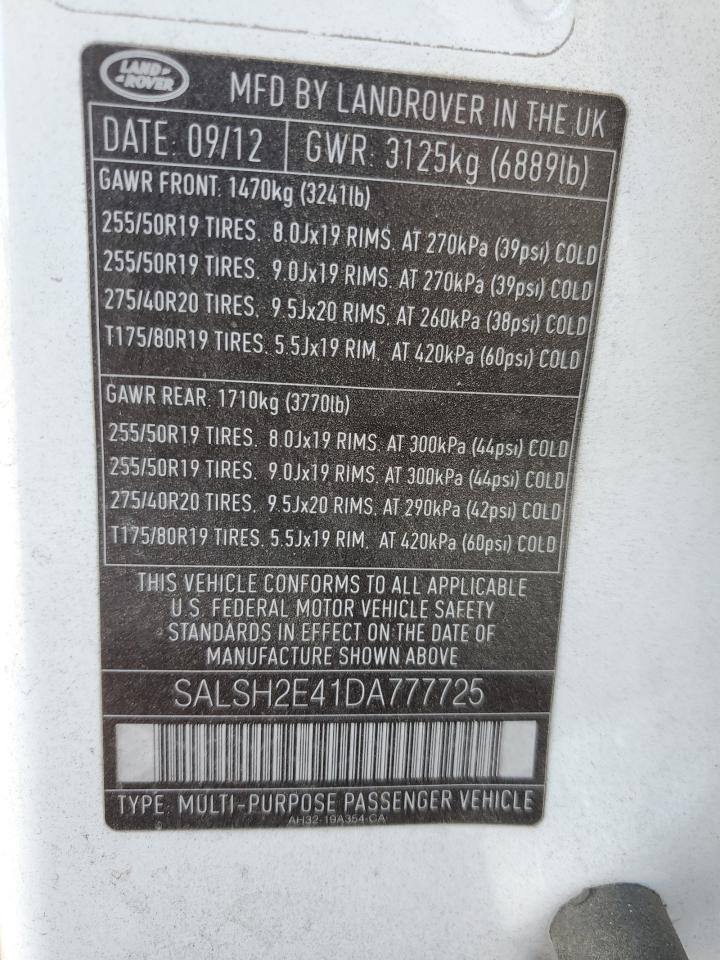 LAND ROVER
MFD BY LANDROVER IN THE UK
DATE: 09/12 GWR: 3125kg (6889lb)
GAWR FRONT: 1470kg (3241lb)
255/50R19 TIRES, 8.0Jx19 RIMS, AT 270kPa (39psi) COLD
255/50R19 TIRES, 9.0Jx19 RIMS, AT 270kPa (39psi) COLD
275/40R20 TIRES, 9.5Jx20 RIMS, AT 260kPa (38psi) COLD
T175/80R19 TIRES, 5.5Jx19 RIM, AT 420kPa (60psi) COLD
GAWR REAR: 1710kg (3770lb)
255/50R19 TIRES, 8.0Jx19 RIMS, AT 300kPa (44psi) COLD
255/50R19 TIRES, 9.0Jx19 RIMS, AT 300kPa (44psi) COLD
275/40R20 TIRES, 9.5Jx20 RIMS, AT 290kPa (42psi) COLD
T175/80R19 TIRES, 5.5Jx19 RIM, AT 420kPa (60psi) COLD
THIS VEHICLE CONFORMS TO ALL APPLICABLE
U.S. FEDERAL MOTOR VEHICLE SAFETY
STANDARDS IN EFFECT ON THE DATE OF
MANUFACTURE SHOWN ABOVE
SALSH2E41DA777725
TYPE: MULTI-PURPOSE PASSENGER VEHICLE
AH32-19A354-CA